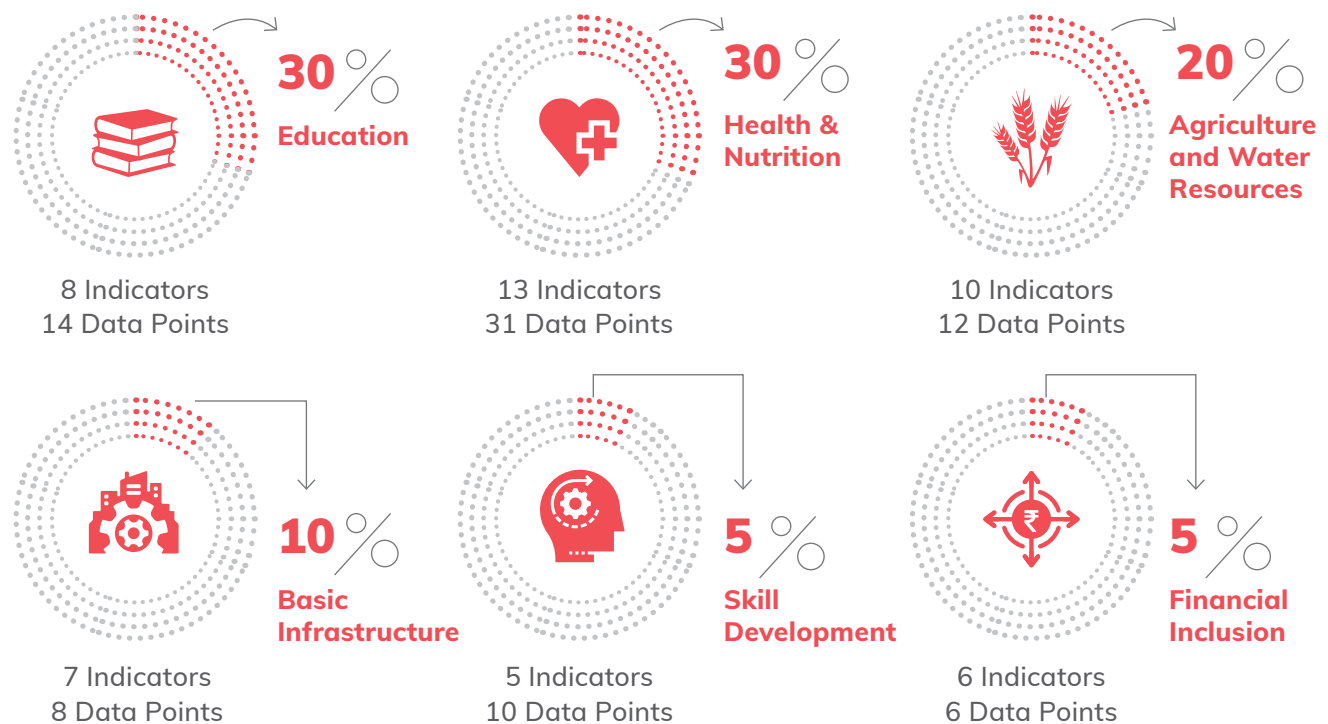 30%
Education
8 Indicators
14 Data Points
30%
Health &
Nutrition
13 Indicators
31 Data Points
20%
Agriculture
and Water
Resources
10 Indicators
12 Data Points
10%
Basic
Infrastructure
7 Indicators
8 Data Points
5%
Skill
Development
5 Indicators
10 Data Points
₹
5%
Financial
Inclusion
6 Indicators
6 Data Points